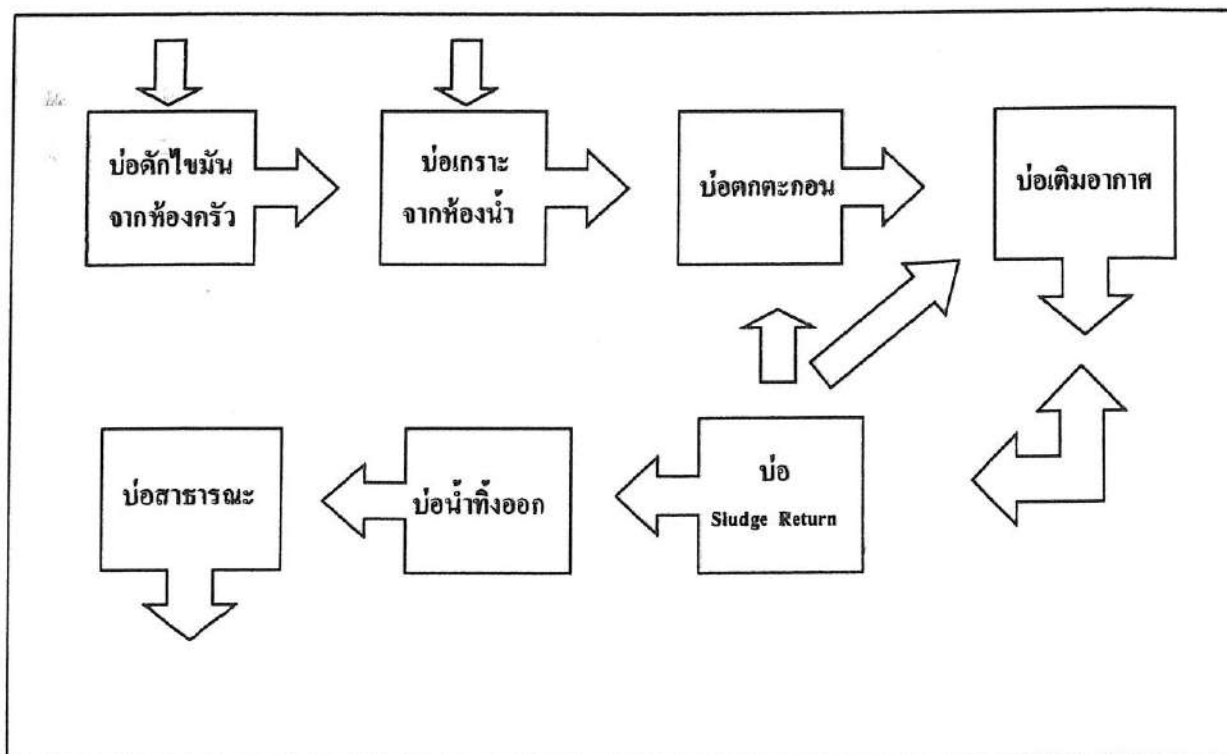 บ่อดักไขมัน
จากห้องครัว
บ่อเกราะ
จากห้องน้ำ
บ่อตกตะกอน
บ่อเติมอากาศ
บ่อสาธารณะ
บ่อน้ำทิ้งออก
บ่อ
Sludge Return